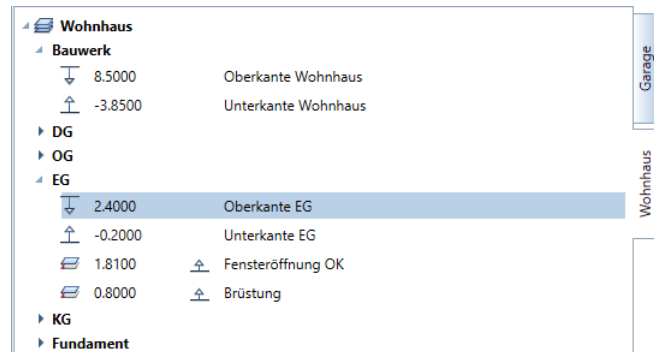 Wohnhaus
Bauwerk
8.5000 Oberkante Wohnhaus
-3.8500 Unterkante Wohnhaus
DG
OG
EG
2.4000 Oberkante EG
-0.2000 Unterkante EG
1.8100 Fensteröffnung OK
0.8000 Brüstung
KG
Fundament
Garage
Wohnhaus